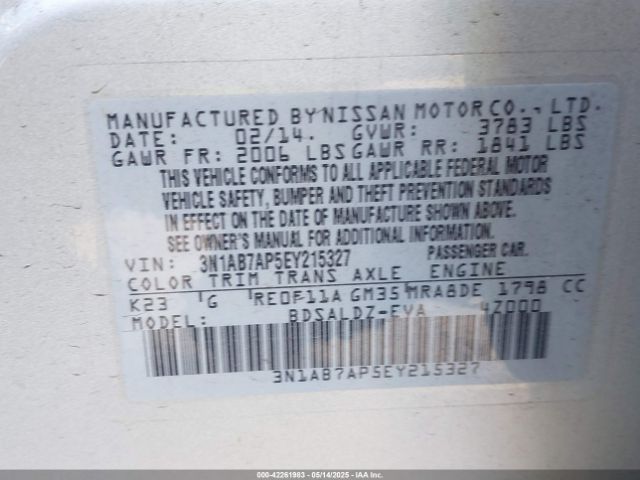 MANUFACTURED BY NISSAN MOTOR CO., LTD.
DATE: 02/14. GVWR: 3783 LBS
GAWR FR: 2006 LBS GAWR RR: 1841 LBS
THIS VEHICLE CONFORMS TO ALL APPLICABLE FEDERAL MOTOR
VEHICLE SAFETY, BUMPER AND THEFT PREVENTION STANDARDS
IN EFFECT ON THE DATE OF MANUFACTURE SHOWN ABOVE.
SEE OWNER'S MANUAL FOR ADDITIONAL INFORMATION.
VIN: 3N1AB7AP5EY215327 PASSENGER CAR.
COLOR TRIM TRANS AXLE ENGINE
K23 G RE0F11A GM35 MRA8DE 1798 CC
MODEL: BDSALDZ-EVA 4Z000
3N1AB7AP5EY215327
000-42261983 05/14/2025 IAAI.COM